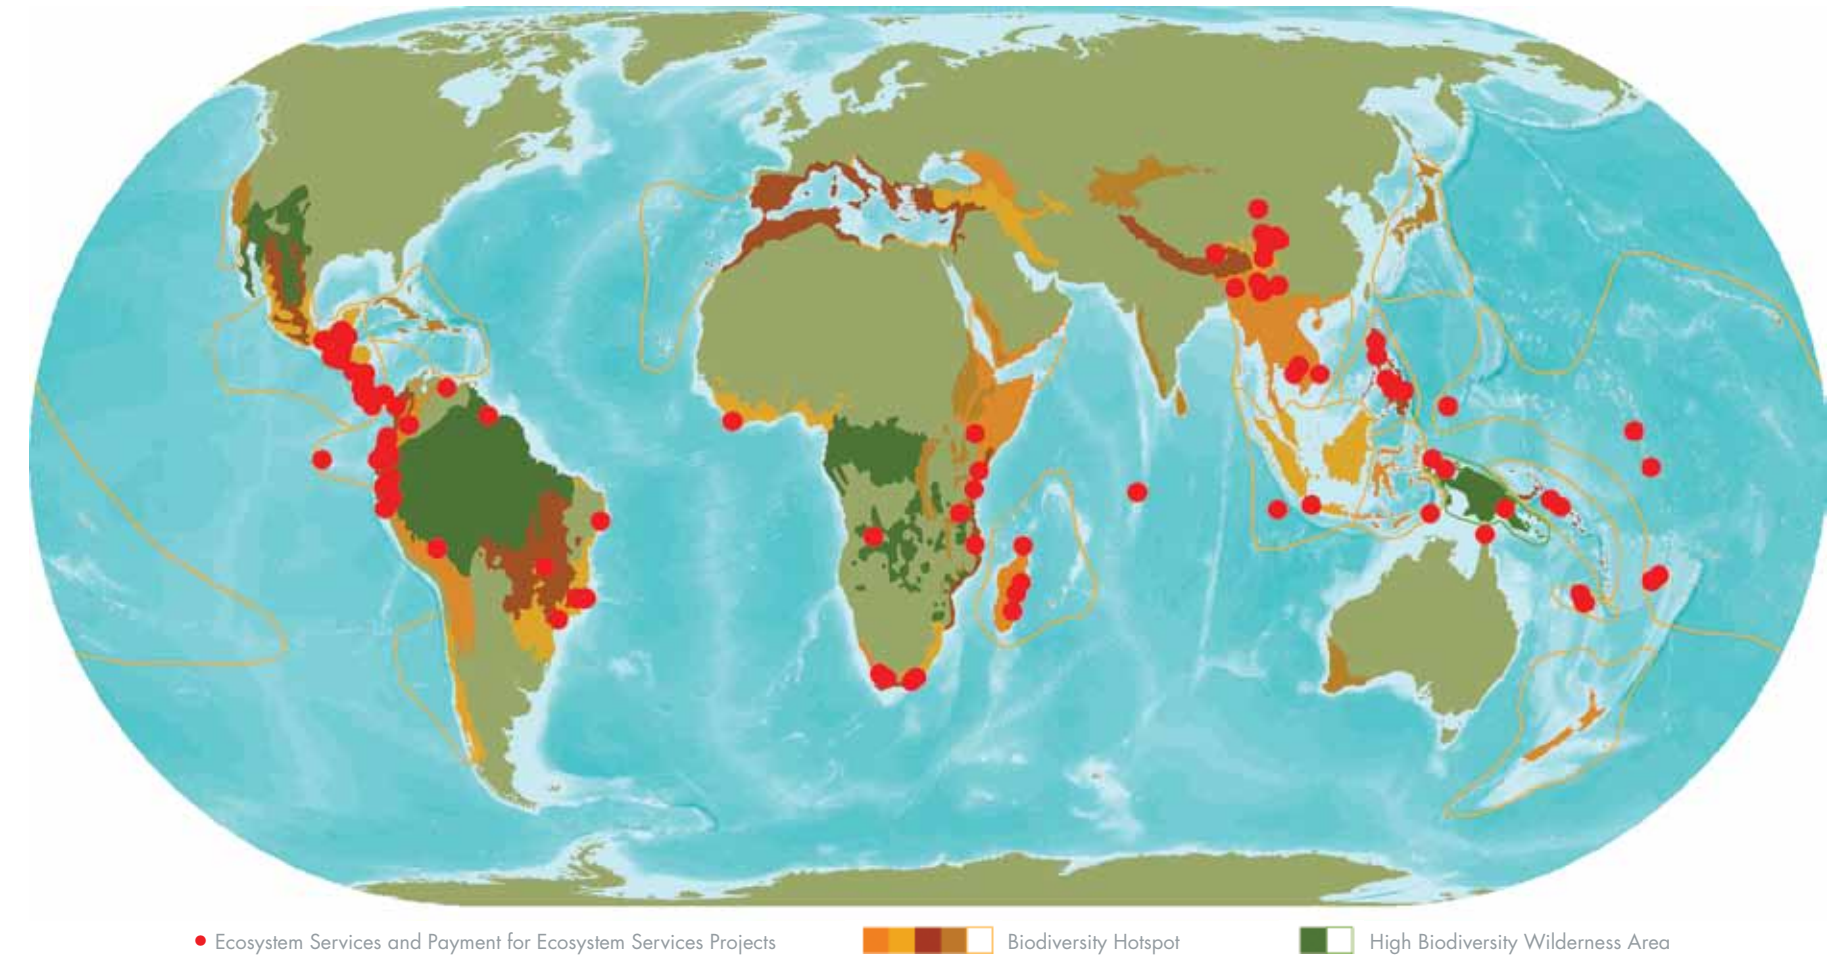 Ecosystem Services and Payment for Ecosystem Services Projects
Biodiversity Hotspot
High Biodiversity Wilderness Area